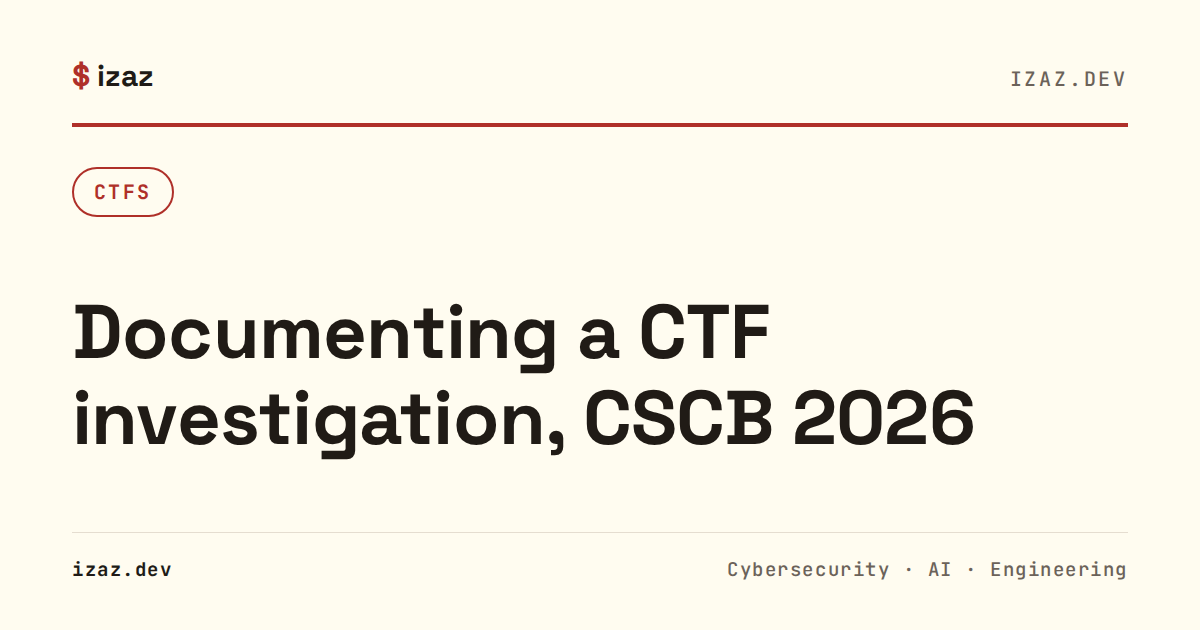 $ izaz
IZAZ.DEV
CTFS
Documenting a CTF
investigation, CSCB 2026
izaz.dev
Cybersecurity · AI · Engineering